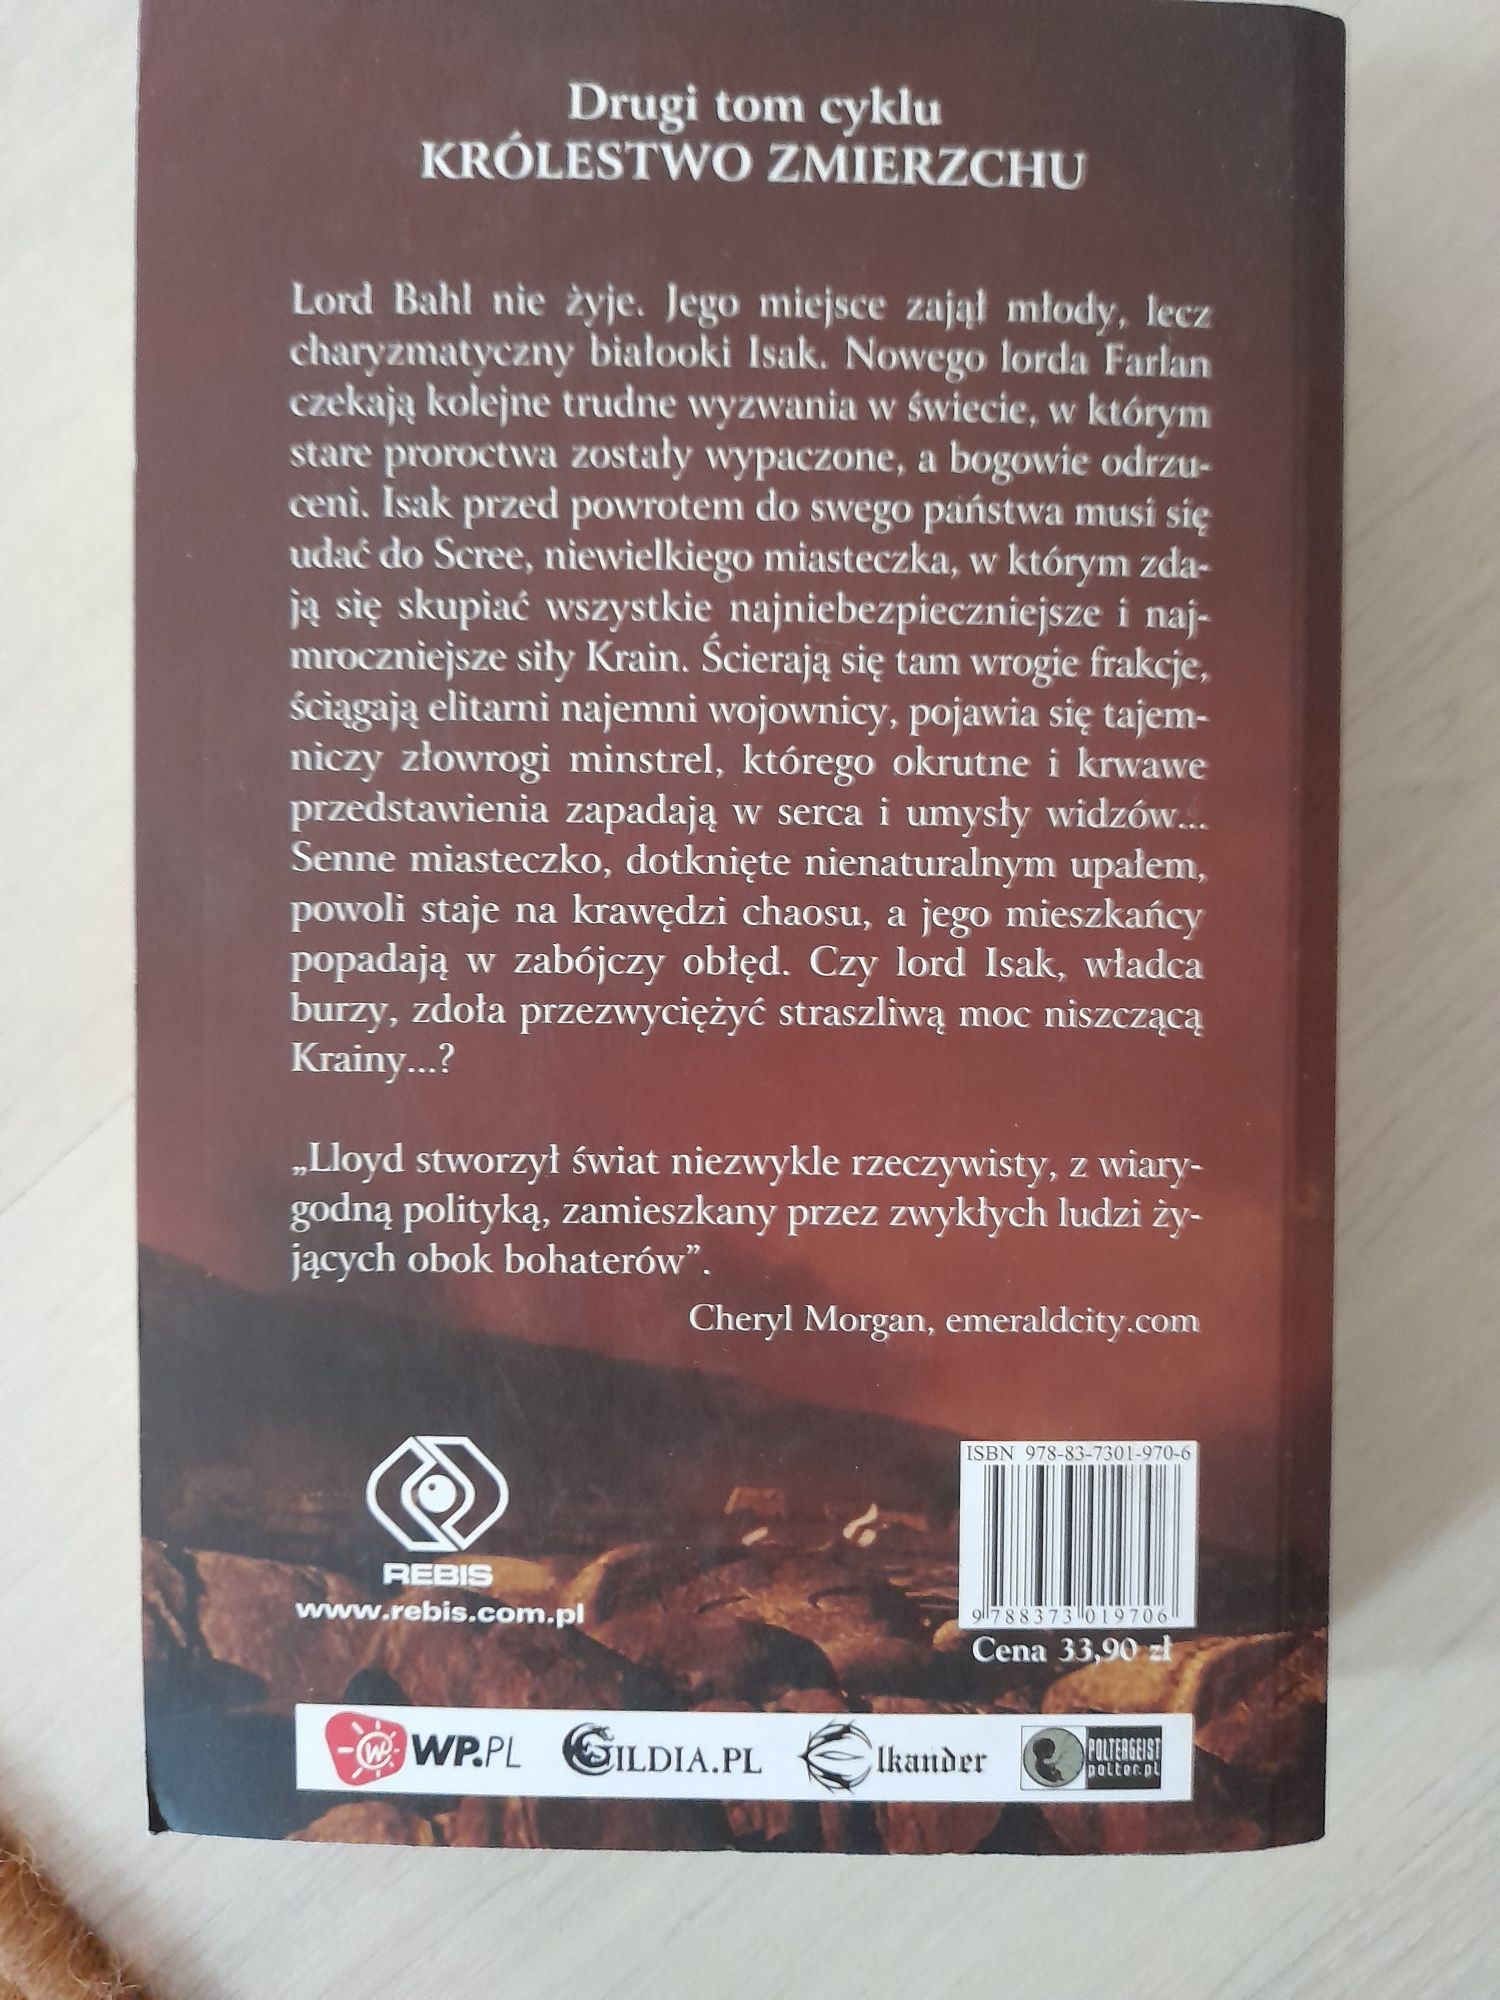 Drugi tom cyklu
KRÓLESTWO ZMIERZCHU
Lord Bahl nie żyje. Jego miejsce zajął młody, lecz
charyzmatyczny białooki Isak. Nowego lorda Farlan
czekają kolejne trudne wyzwania w świecie, w którym
stare proroctwa zostały wypaczone, a bogowie odrzu-
ceni. Isak przed powrotem do swego państwa musi się
udać do Scree, niewielkiego miasteczka, w którym zda-
ją się skupiać wszystkie najniebezpieczniejsze i naj-
mroczniejsze siły Krain. Ścierają się tam wrogie frakcje,
ściągają elitarni najemni wojownicy, pojawia się tajem-
niczy złowrogi minstrel, którego okrutne i krwawe
przedstawienia zapadają w serca i umysły widzów...
Senne miasteczko, dotknięte nienaturalnym upałem,
powoli staje na krawędzi chaosu, a jego mieszkańcy
popadają w zabójczy obłęd. Czy lord Isak, władca
burzy, zdoła przezwyciężyć straszliwą moc niszczącą
Krainy...?
„Lloyd stworzył świat niezwykle rzeczywisty, z wiary-
godną polityką, zamieszkany przez zwykłych ludzi ży-
jących obok bohaterów”.
Cheryl Morgan, emeraldcity.com
ISBN 978-83-7301-970-6
9 788373 019706
Cena 33,90 zł
REBIS
www.rebis.com.pl
W WP.PL
GILDIA.PL
Elkander
POLTERGEIST
polter.pl